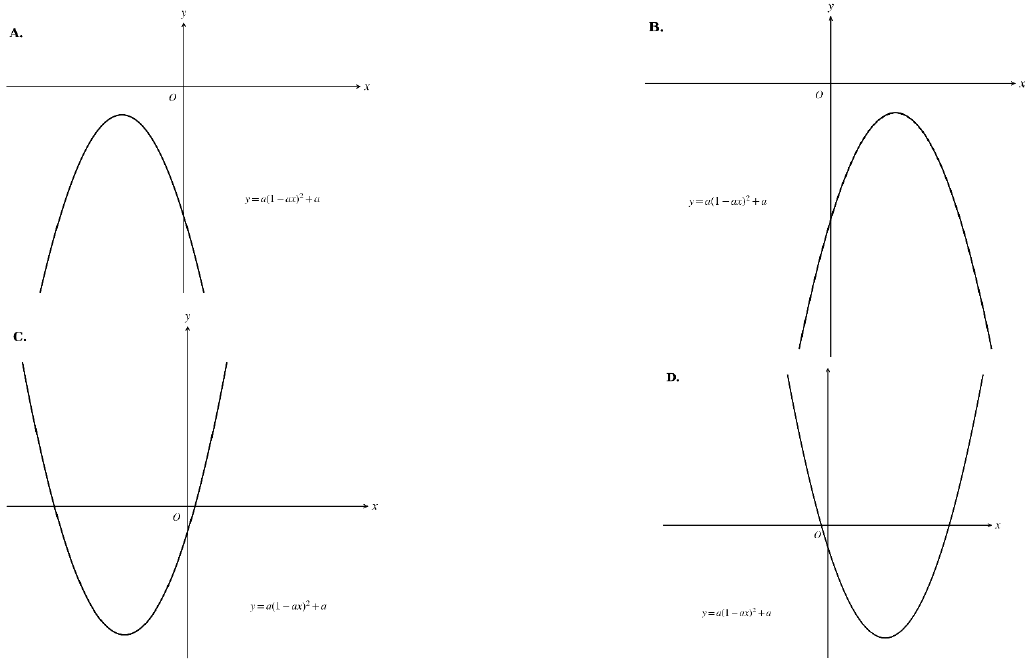 A.
y
x
O
y = a(1 − ax)² + a
B.
y
x
O
y = a(1 − ax)² + a
C.
y
x
O
y = a(1 − ax)² + a
D.
x
O
y = a(1 − ax)² + a